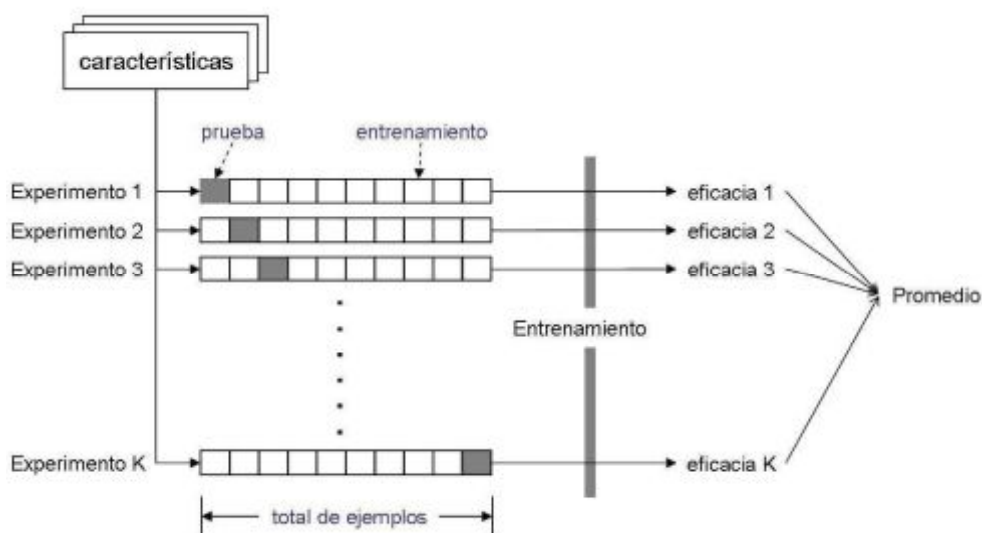 características
prueba
entrenamiento
Experimento 1
eficacia 1
Experimento 2
eficacia 2
Experimento 3
eficacia 3
Promedio
Entrenamiento
Experimento K
eficacia K
total de ejemplos